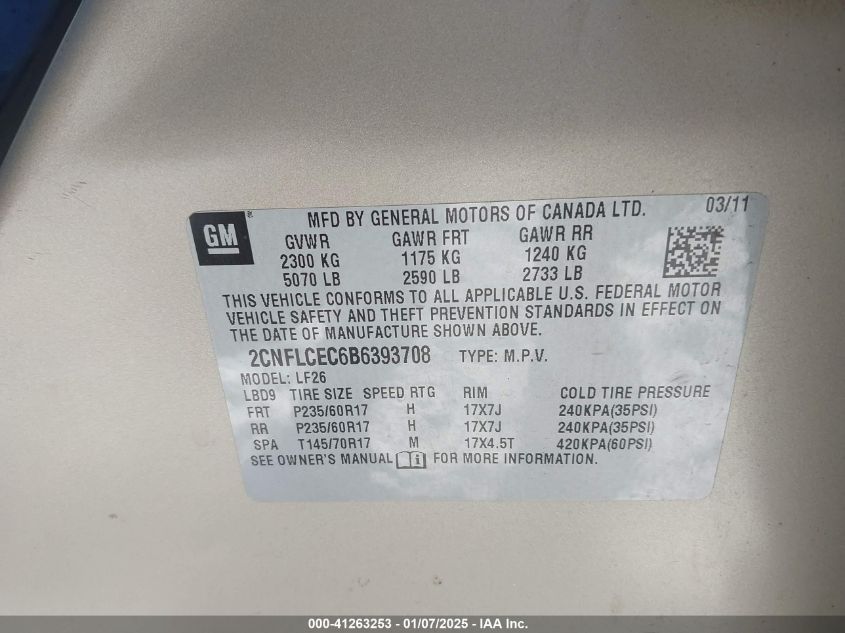 GM
®
MFD BY GENERAL MOTORS OF CANADA LTD. 03/11
GVWR GAWR FRT GAWR RR
2300 KG 1175 KG 1240 KG
5070 LB 2590 LB 2733 LB
THIS VEHICLE CONFORMS TO ALL APPLICABLE U.S. FEDERAL MOTOR
VEHICLE SAFETY AND THEFT PREVENTION STANDARDS IN EFFECT ON
THE DATE OF MANUFACTURE SHOWN ABOVE.
2CNFLCEC6B6393708 TYPE: M.P.V.
MODEL: LF26
LBD9 TIRE SIZE SPEED RTG RIM COLD TIRE PRESSURE
FRT P235/60R17 H 17X7J 240KPA(35PSI)
RR P235/60R17 H 17X7J 240KPA(35PSI)
SPA T145/70R17 M 17X4.5T 420KPA(60PSI)
SEE OWNER'S MANUAL FOR MORE INFORMATION.
000-41263253 - 01/07/2025 - IAA Inc.